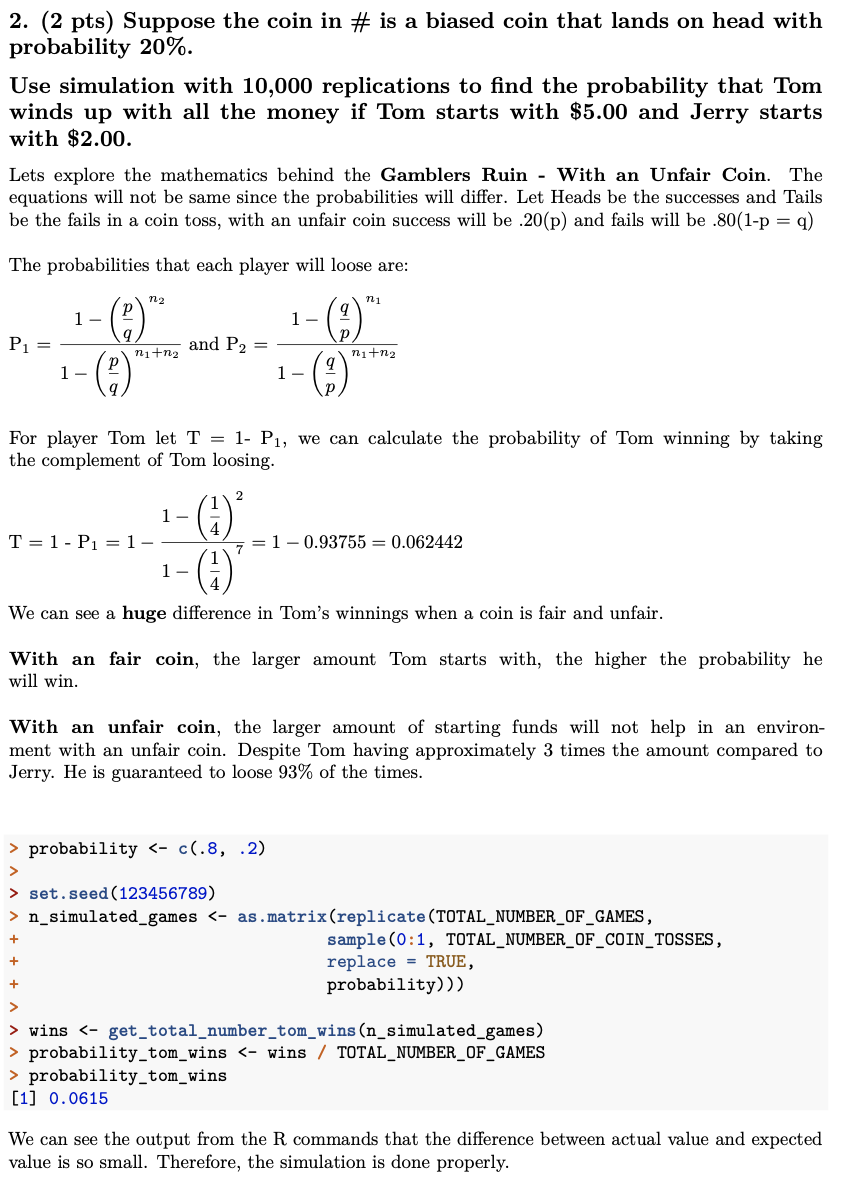 2. (2 pts) Suppose the coin in # is a biased coin that lands on head with
probability 20%.
Use simulation with 10,000 replications to find the probability that Tom
winds up with all the money if Tom starts with $5.00 and Jerry starts
with $2.00.
Lets explore the mathematics behind the Gamblers Ruin - With an Unfair Coin. The
equations will not be same since the probabilities will differ. Let Heads be the successes and Tails
be the fails in a coin toss, with an unfair coin success will be .20(p) and fails will be .80(1-p = q)
The probabilities that each player will loose are:
P₁ = \frac{1 - \left(\frac{p}{q}\right)^{n_2}}{1 - \left(\frac{p}{q}\right)^{n_1+n_2}} and P₂ = \frac{1 - \left(\frac{q}{p}\right)^{n_1}}{1 - \left(\frac{q}{p}\right)^{n_1+n_2}}
For player Tom let T = 1- P₁, we can calculate the probability of Tom winning by taking
the complement of Tom loosing.
T = 1 - P₁ = 1 - \frac{1 - \left(\frac{1}{4}\right)^{2}}{1 - \left(\frac{1}{4}\right)^{7}} = 1 - 0.93755 = 0.062442
We can see a huge difference in Tom's winnings when a coin is fair and unfair.
With an fair coin, the larger amount Tom starts with, the higher the probability he
will win.
With an unfair coin, the larger amount of starting funds will not help in an environ-
ment with an unfair coin. Despite Tom having approximately 3 times the amount compared to
Jerry. He is guaranteed to loose 93% of the times.
> probability <- c(.8, .2)
>
> set.seed(123456789)
> n_simulated_games <- as.matrix(replicate(TOTAL_NUMBER_OF_GAMES,
+ sample(0:1, TOTAL_NUMBER_OF_COIN_TOSSES,
+ replace = TRUE,
+ probability)))
>
> wins <- get_total_number_tom_wins(n_simulated_games)
> probability_tom_wins <- wins / TOTAL_NUMBER_OF_GAMES
> probability_tom_wins
[1] 0.0615
We can see the output from the R commands that the difference between actual value and expected
value is so small. Therefore, the simulation is done properly.